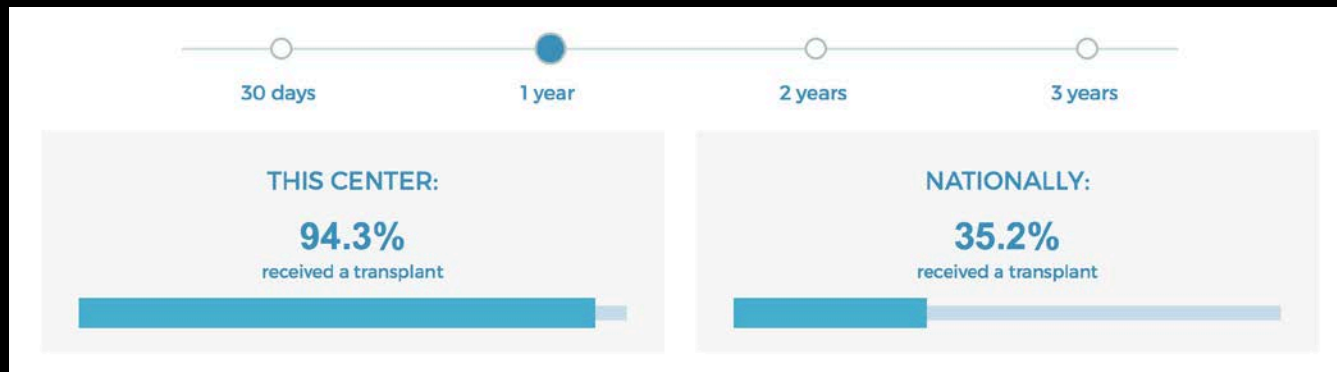 30 days
1 year
2 years
3 years
THIS CENTER:
94.3%
received a transplant
NATIONALLY:
35.2%
received a transplant